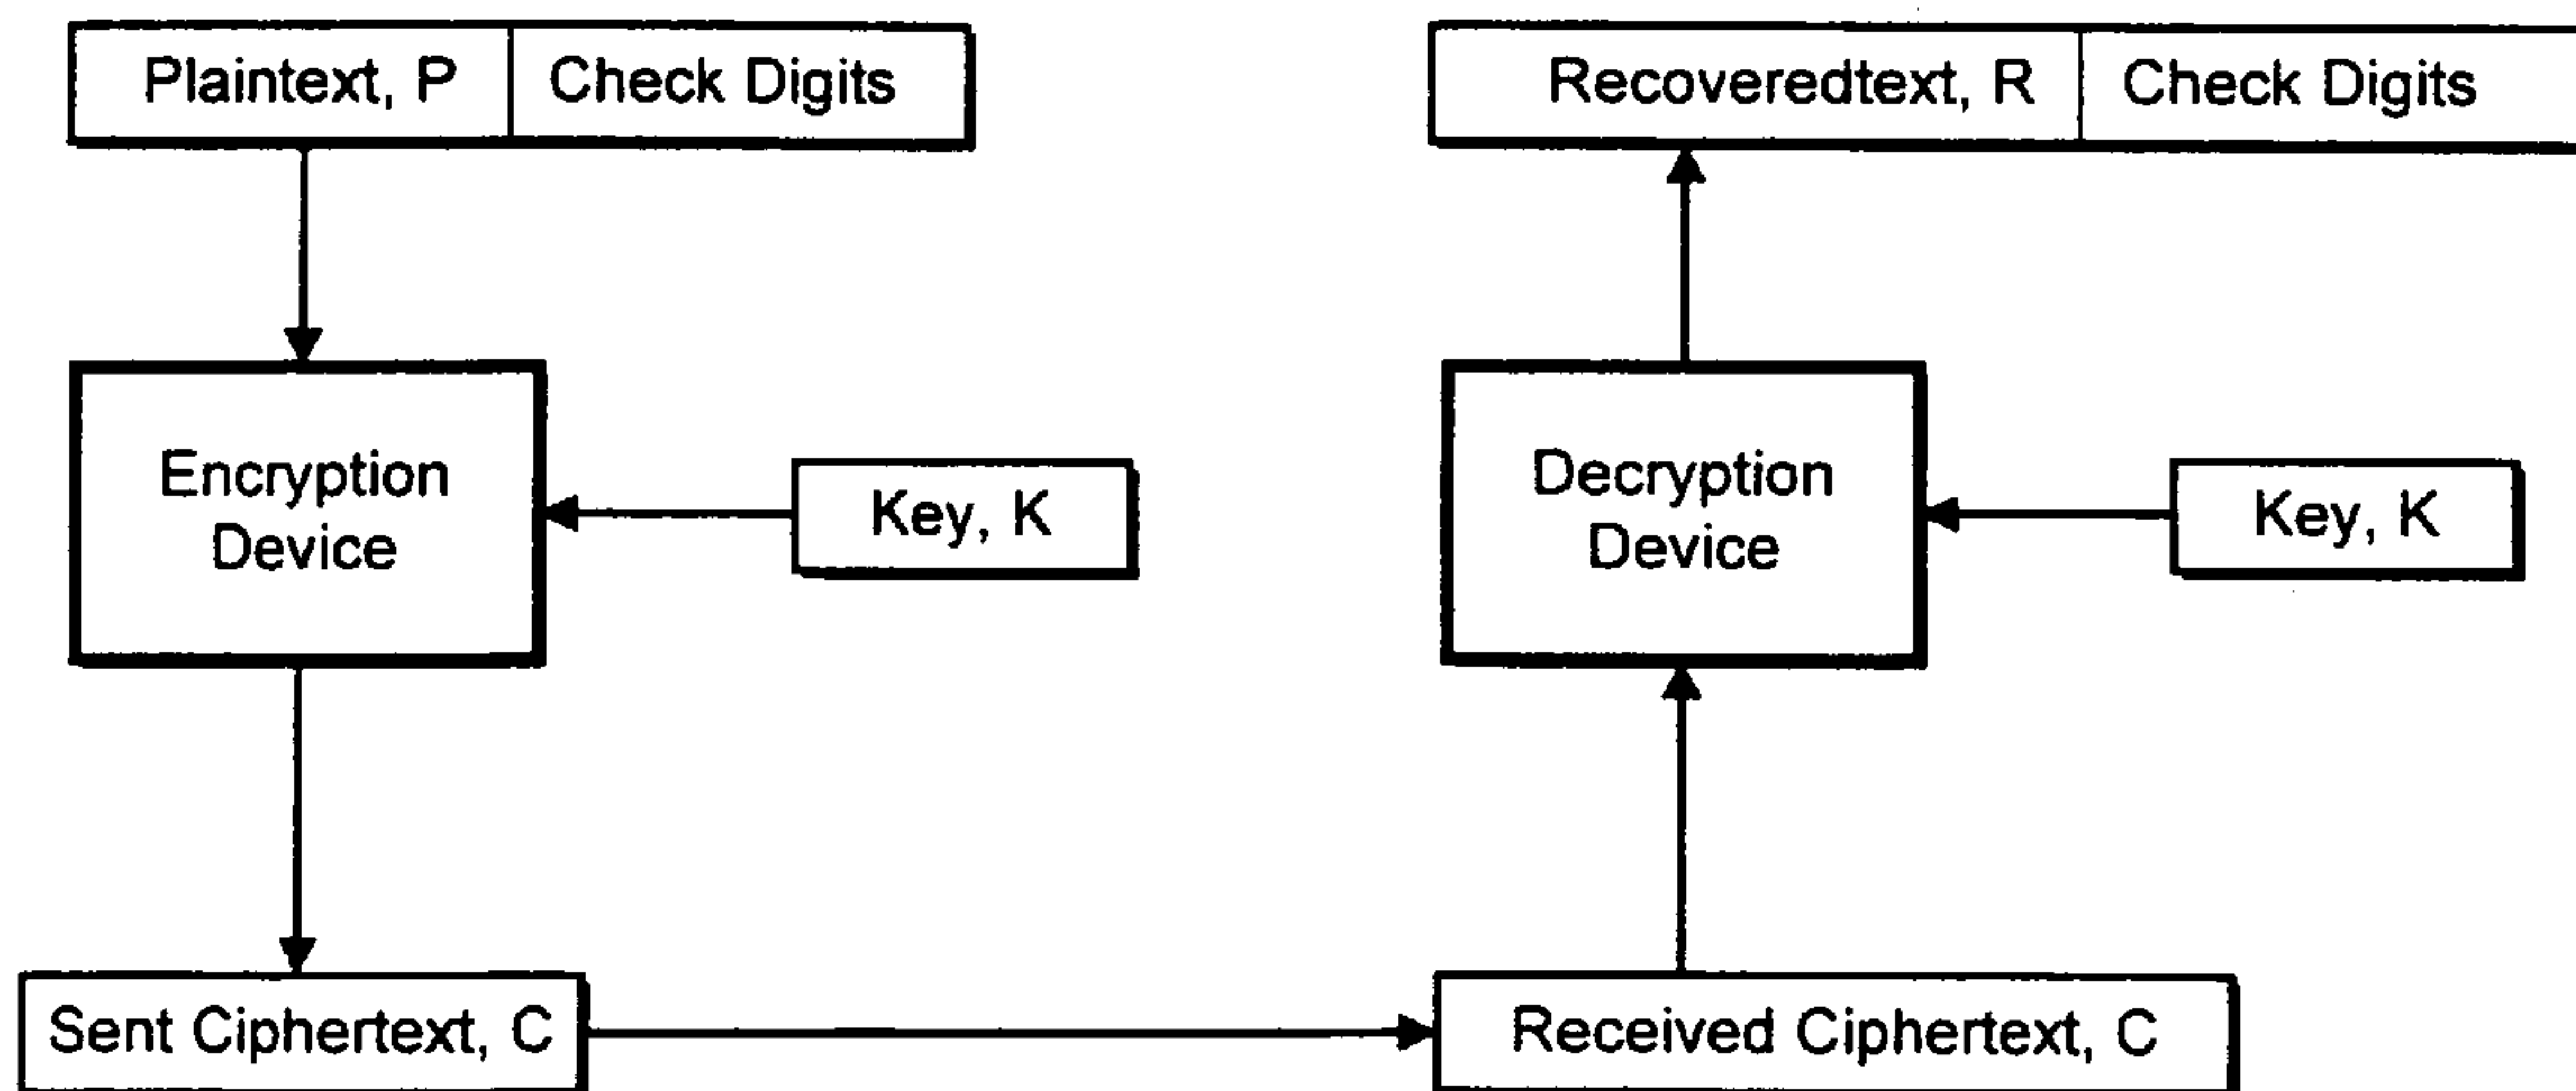 Plaintext, P
Check Digits
Recoveredtext, R
Check Digits
Encryption
Device
Key, K
Decryption
Device
Key, K
Sent Ciphertext, C
Received Ciphertext, C